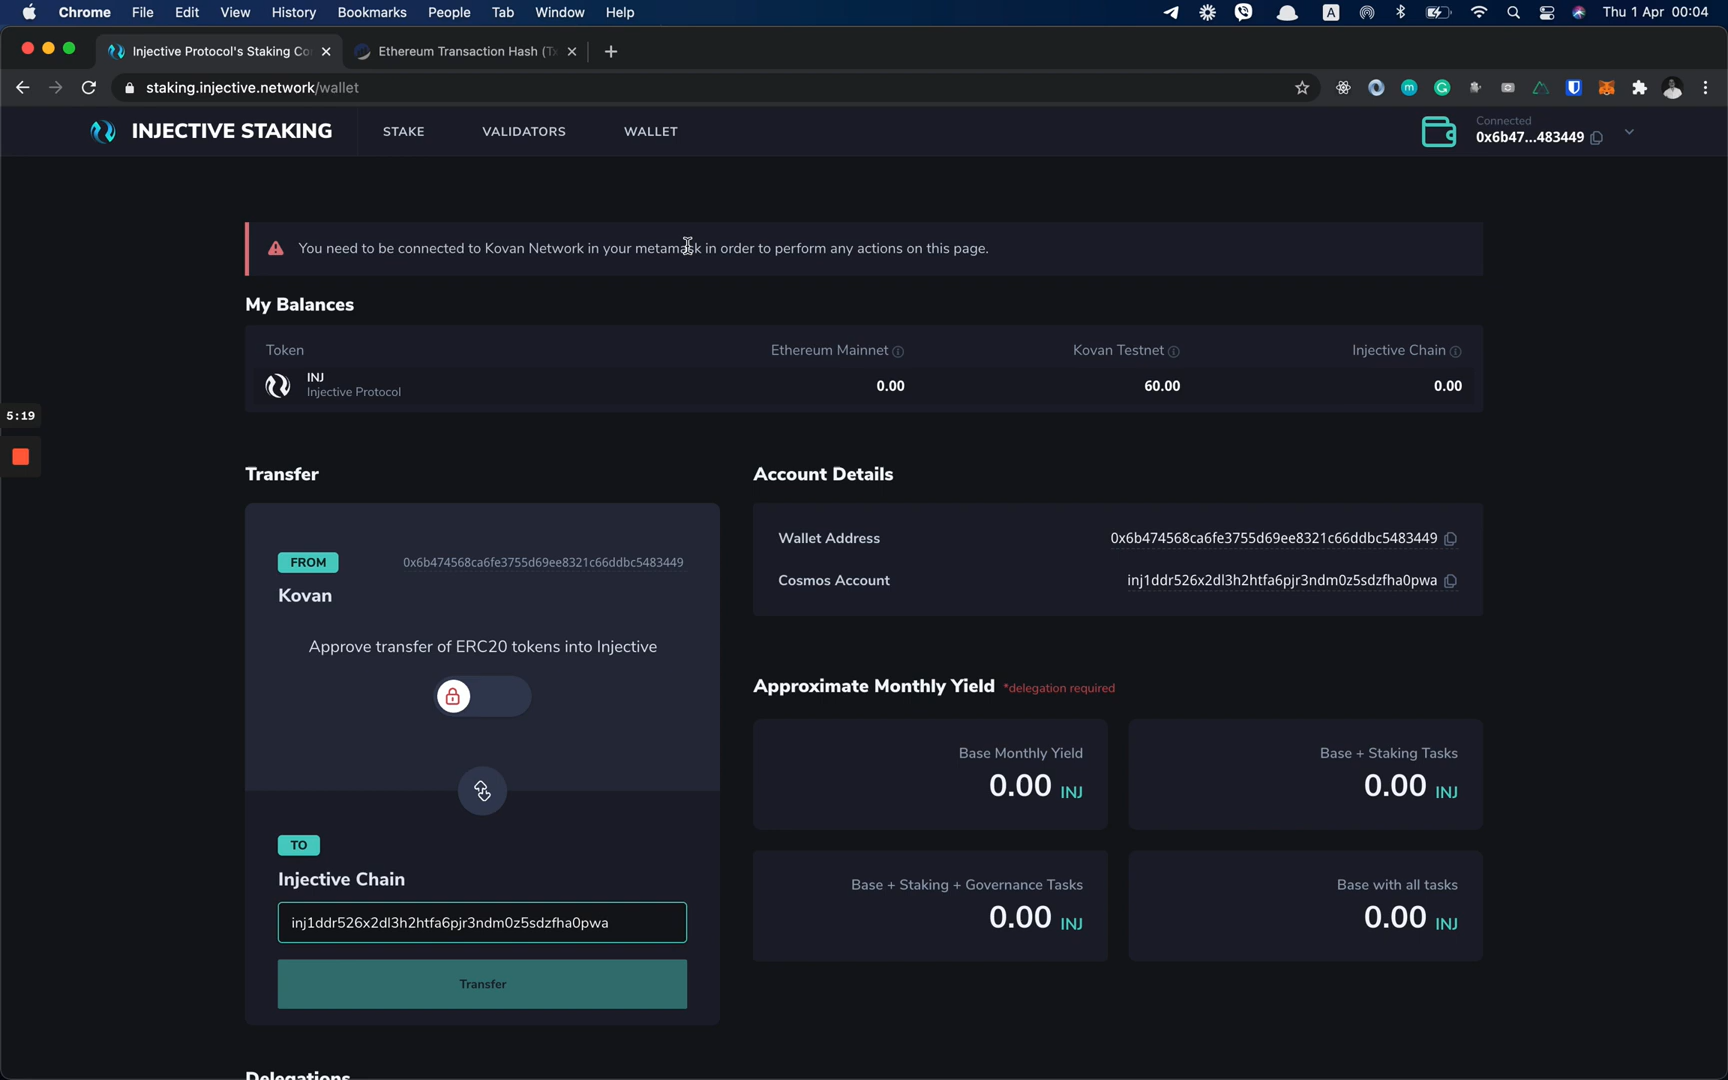 Chrome File Edit View History Bookmarks People Tab Window Help A Thu 1 Apr 00:04
Injective Protocol's Staking Co Ethereum Transaction Hash (Tx
staking.injective.network/wallet
INJECTIVE STAKING STAKE VALIDATORS WALLET
Connected
0x6b47...483449
You need to be connected to Kovan Network in your metamask in order to perform any actions on this page.
My Balances
Token Ethereum Mainnet Kovan Testnet Injective Chain
INJ
Injective Protocol
0.00 60.00 0.00
5:19
Transfer
FROM 0x6b474568ca6fe3755d69ee8321c66ddbc5483449
Kovan
Approve transfer of ERC20 tokens into Injective
TO
Injective Chain
inj1ddr526x2dl3h2htfa6pjr3ndm0z5sdzfha0pwa
Transfer
Account Details
Wallet Address 0x6b474568ca6fe3755d69ee8321c66ddbc5483449
Cosmos Account inj1ddr526x2dl3h2htfa6pjr3ndm0z5sdzfha0pwa
Approximate Monthly Yield *delegation required
Base Monthly Yield
0.00 INJ
Base + Staking Tasks
0.00 INJ
Base + Staking + Governance Tasks
0.00 INJ
Base with all tasks
0.00 INJ
Delegations